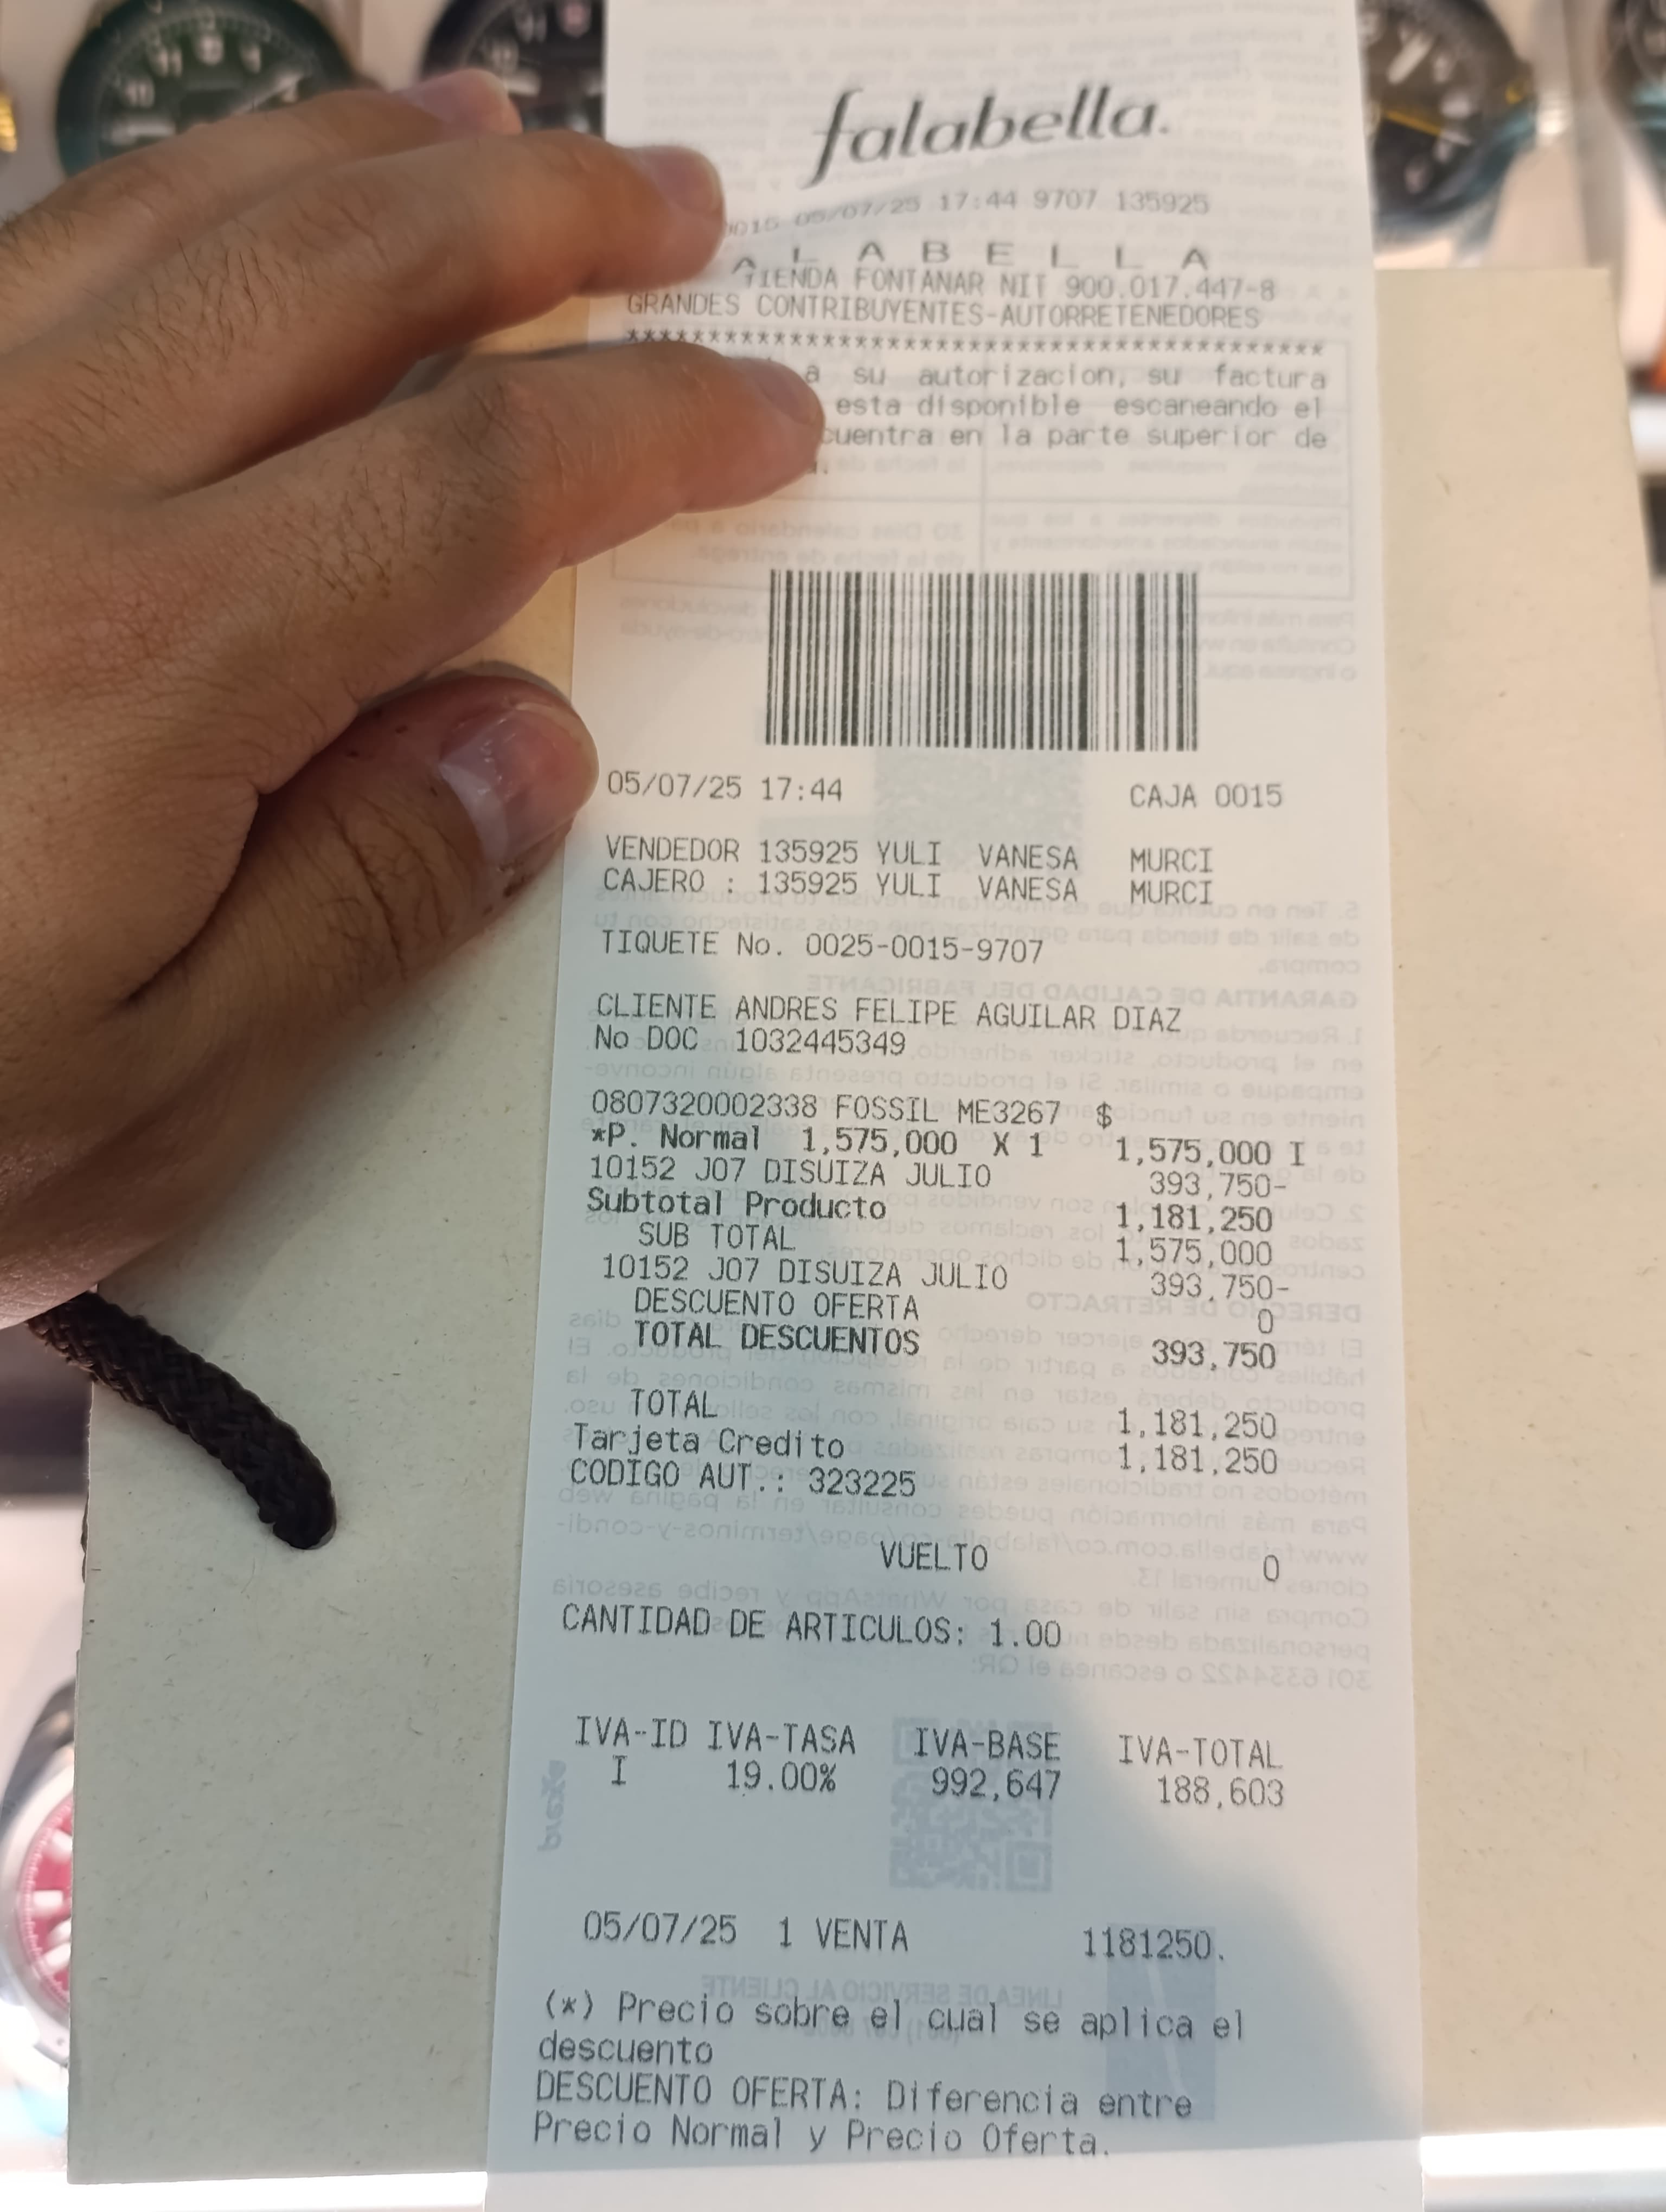 falabella.
05/07/25 17:44 9707 135925
L A B E L L A
TIENDA FONTANAR NIT 900.017.447-8
GRANDES CONTRIBUYENTES-AUTORRETENEDORES
******************************************
a su autorizacion, su factura
esta disponible escaneando el
cuentra en la parte superior de
05/07/25 17:44 CAJA 0015
VENDEDOR 135925 YULI VANESA MURCI
CAJERO : 135925 YULI VANESA MURCI
TIQUETE No. 0025-0015-9707
CLIENTE ANDRES FELIPE AGUILAR DIAZ
No DOC 1032445349
0807320002338 FOSSIL ME3267 $
*P. Normal 1,575,000 X 1 1,575,000 I
10152 J07 DISUIZA JULIO 393,750-
Subtotal Producto 1,181,250
SUB TOTAL 1,575,000
10152 J07 DISUIZA JULIO 393,750-
DESCUENTO OFERTA 0
TOTAL DESCUENTOS 393,750
TOTAL 1,181,250
Tarjeta Credito 1,181,250
CODIGO AUT.: 323225
VUELTO 0
CANTIDAD DE ARTICULOS: 1.00
IVA-ID IVA-TASA IVA-BASE IVA-TOTAL
I 19.00% 992,647 188,603
05/07/25 1 VENTA 1181250.
(*) Precio sobre el cual se aplica el
descuento
DESCUENTO OFERTA: Diferencia entre
Precio Normal y Precio Oferta.